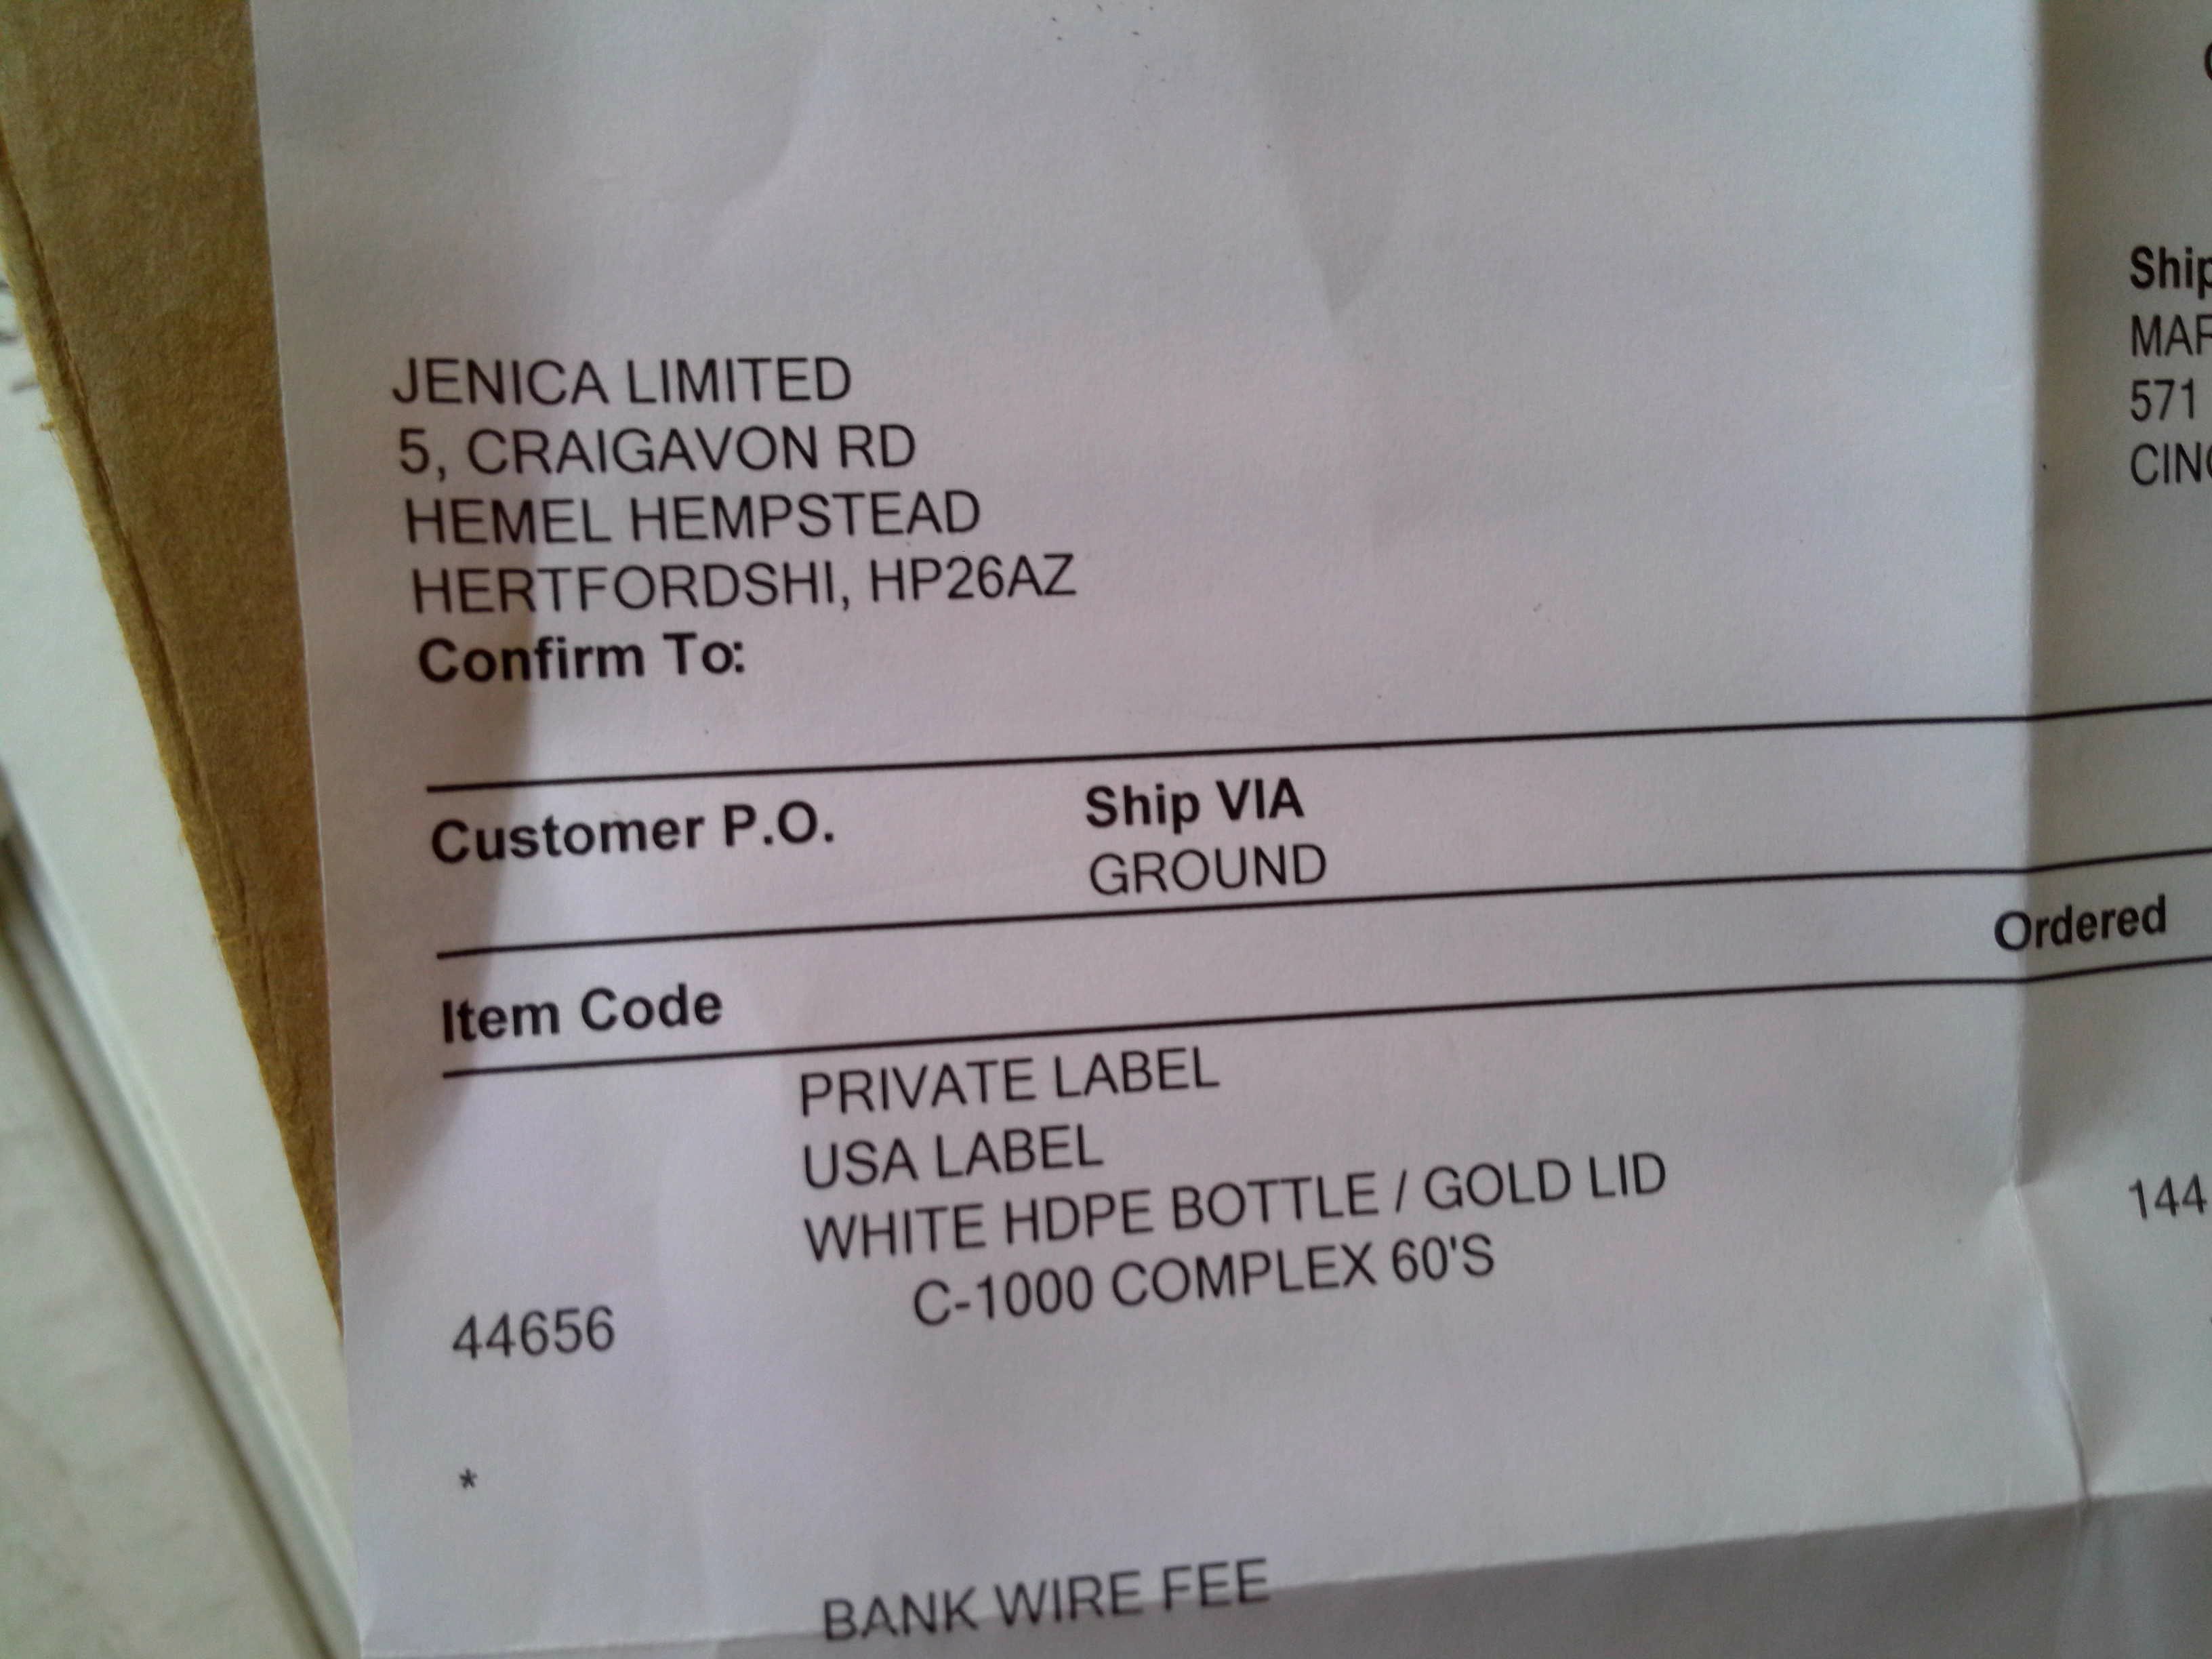 JENICA LIMITED
5, CRAIGAVON RD
HEMEL HEMPSTEAD
HERTFORDSHI, HP26AZ
Confirm To:
Ship
MAR
571
CINC
Customer P.O.
Ship VIA
GROUND
Item Code
Ordered
PRIVATE LABEL
USA LABEL
WHITE HDPE BOTTLE / GOLD LID
44656
C-1000 COMPLEX 60'S
144
*
BANK WIRE FEE